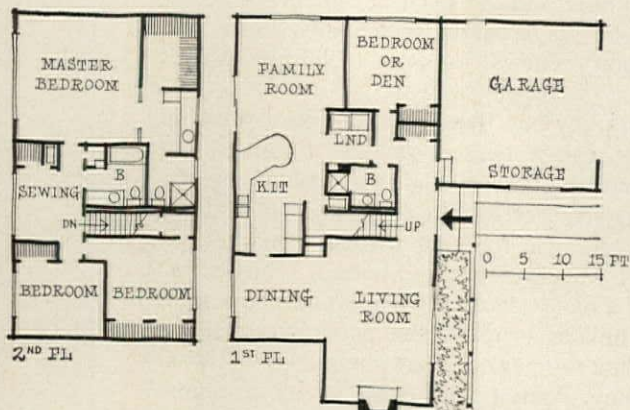 MASTER
BEDROOM
SEWING
B
DN
BEDROOM
BEDROOM
2ND FL
FAMILY
ROOM
BEDROOM
OR
DEN
LND
KIT
B
UP
DINING
LIVING
ROOM
1ST FL
GARAGE
STORAGE
0 5 10 15 FT